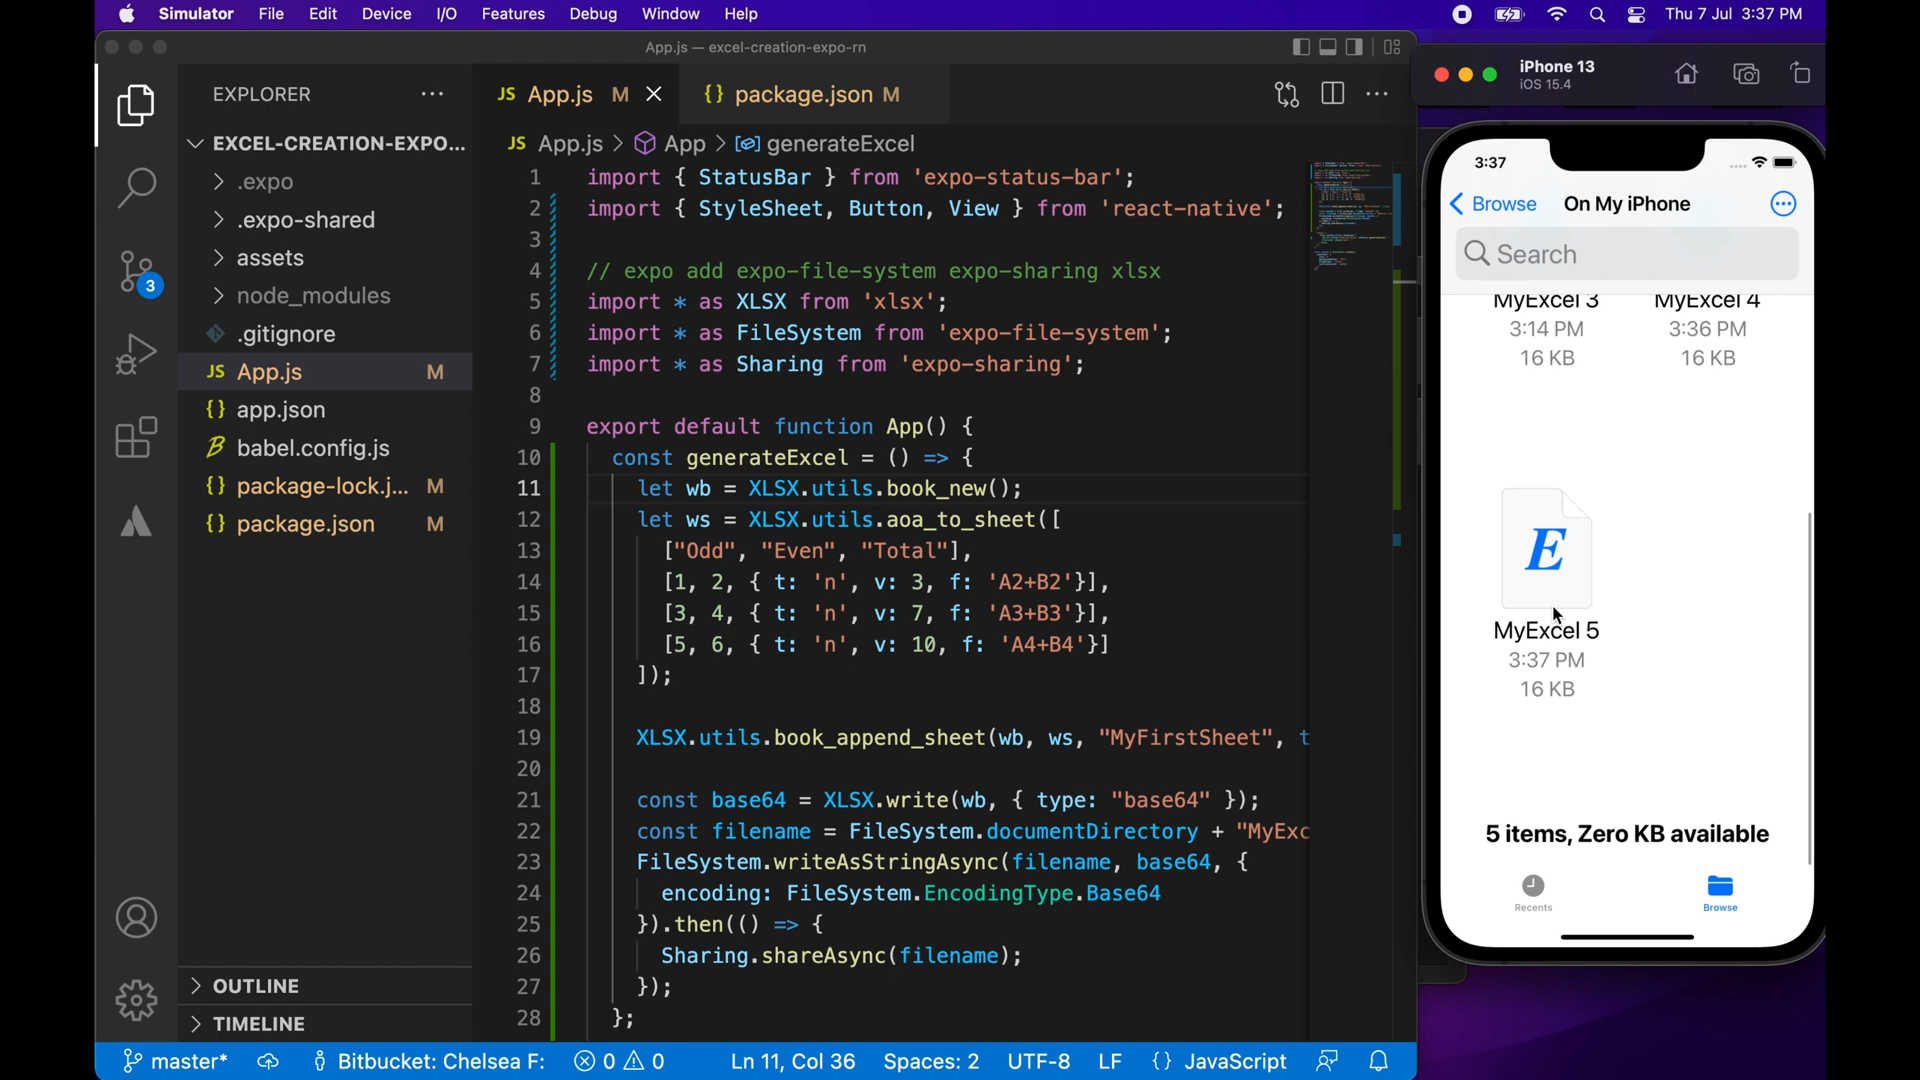 Simulator File Edit Device I/O Features Debug Window Help Thu 7 Jul 3:37 PM
App.js — excel-creation-expo-rn
EXPLORER
EXCEL-CREATION-EXPO...
.expo
.expo-shared
assets
node_modules
.gitignore
JS App.js M
{} app.json
babel.config.js
{} package-lock.j... M
{} package.json M
OUTLINE
TIMELINE
3
JS App.js M
{} package.json M
JS App.js > App > generateExcel
1 import { StatusBar } from 'expo-status-bar';
2 import { StyleSheet, Button, View } from 'react-native';
3
4 // expo add expo-file-system expo-sharing xlsx
5 import * as XLSX from 'xlsx';
6 import * as FileSystem from 'expo-file-system';
7 import * as Sharing from 'expo-sharing';
8
9 export default function App() {
10 const generateExcel = () => {
11 let wb = XLSX.utils.book_new();
12 let ws = XLSX.utils.aoa_to_sheet([
13 ["Odd", "Even", "Total"],
14 [1, 2, { t: 'n', v: 3, f: 'A2+B2'}],
15 [3, 4, { t: 'n', v: 7, f: 'A3+B3'}],
16 [5, 6, { t: 'n', v: 10, f: 'A4+B4'}]
17 ]);
18
19 XLSX.utils.book_append_sheet(wb, ws, "MyFirstSheet", t
20
21 const base64 = XLSX.write(wb, { type: "base64" });
22 const filename = FileSystem.documentDirectory + "MyExc
23 FileSystem.writeAsStringAsync(filename, base64, {
24 encoding: FileSystem.EncodingType.Base64
25 }).then(() => {
26 Sharing.shareAsync(filename);
27 });
28 };
master* Bitbucket: Chelsea F: 0 0 Ln 11, Col 36 Spaces: 2 UTF-8 LF {} JavaScript
iPhone 13
iOS 15.4
3:37
Browse On My iPhone
Search
MyExcel 3 MyExcel 4
3:14 PM 3:36 PM
16 KB 16 KB
E
MyExcel 5
3:37 PM
16 KB
5 items, Zero KB available
Recents Browse